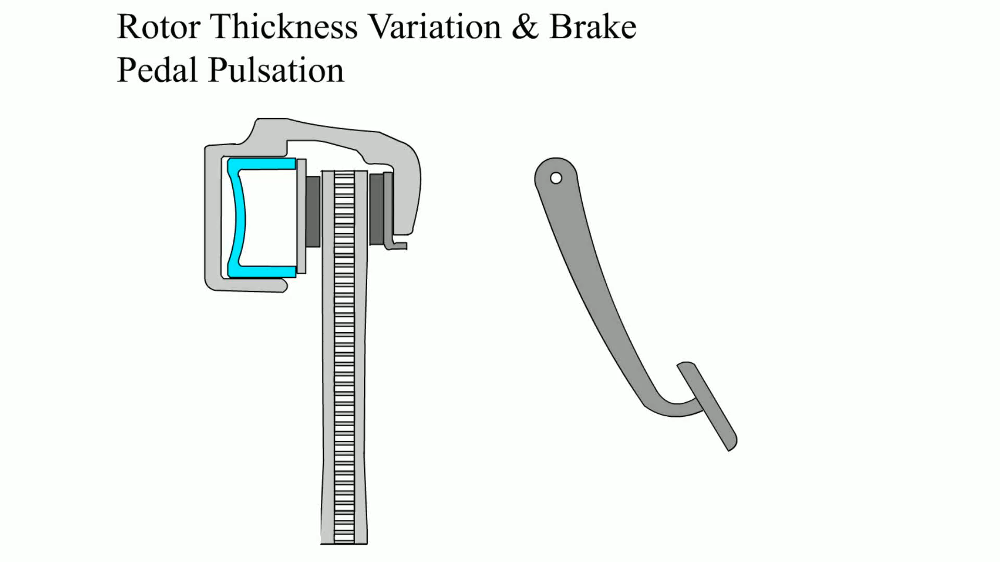 Rotor Thickness Variation & Brake
Pedal Pulsation